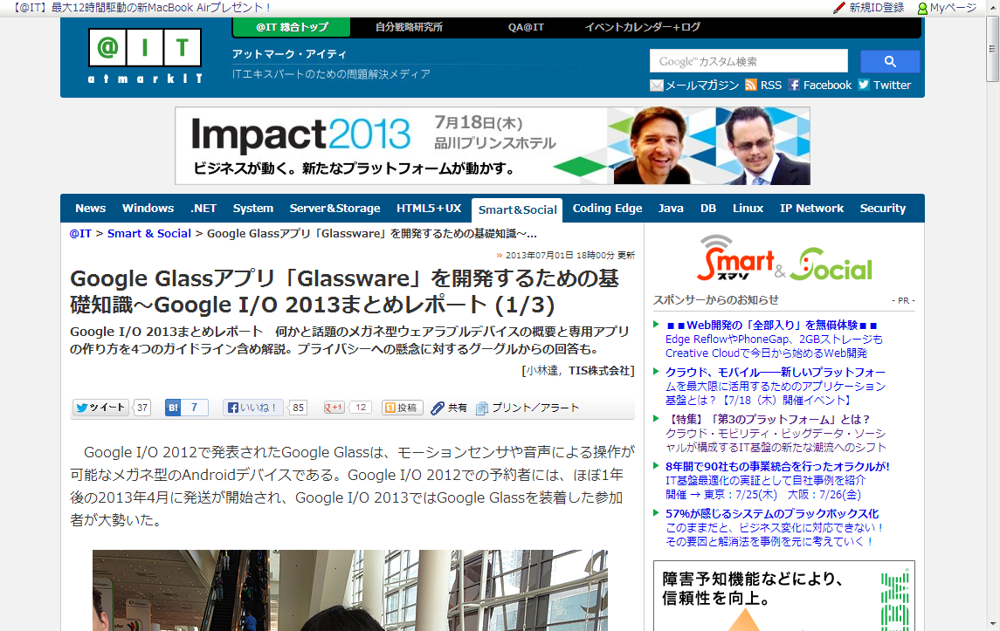 【@IT】最大12時間駆動の新MacBook Airプレゼント！
新規ID登録 Myページ
@IT 総合トップ 自分戦略研究所 QA@IT イベントカレンダー+ログ
@IT
atmarkIT
アットマーク・アイティ
ITエキスパートのための問題解決メディア
Google™カスタム検索
メールマガジン RSS Facebook Twitter
Impact2013
7月18日(木)
品川プリンスホテル
ビジネスが動く。新たなプラットフォームが動かす。
News Windows .NET System Server&Storage HTML5+UX Smart&Social Coding Edge Java DB Linux IP Network Security
@IT > Smart & Social > Google Glassアプリ「Glassware」を開発するための基礎知識～...
» 2013年07月01日 18時00分 更新
Google Glassアプリ「Glassware」を開発するための基
礎知識～Google I/O 2013まとめレポート (1/3)
Google I/O 2013まとめレポート　何かと話題のメガネ型ウェアラブルデバイスの概要と専用アプリ
の作り方を4つのガイドライン含め解説。プライバシーへの懸念に対するグーグルからの回答も。
[小林達，TIS株式会社]
ツイート 37 B! 7 いいね！ 85 g+1 12 投稿 共有 プリント／アラート
Google I/O 2012で発表されたGoogle Glassは、モーションセンサや音声による操作が
可能なメガネ型のAndroidデバイスである。Google I/O 2012での予約者には、ほぼ1年
後の2013年4月に発送が開始され、Google I/O 2013ではGoogle Glassを装着した参加
者が大勢いた。
Smart & Social
スマソ
スポンサーからのお知らせ - PR -
■■Web開発の「全部入り」を無償体験■■
Edge ReflowやPhoneGap、2GBストレージも
Creative Cloudで今日から始めるWeb開発
クラウド、モバイル――新しいプラットフォー
ムを最大限に活用するためのアプリケーション
基盤とは？【7/18（木）開催イベント】
【特集】「第3のプラットフォーム」とは？
クラウド・モビリティ・ビッグデータ・ソーシ
ャルが構成するIT基盤の新たな潮流へのシフト
8年間で90社もの事業統合を行ったオラクルが!
IT基盤最適化の実証として自社事例を紹介
開催 → 東京：7/25(木)　大阪：7/26(金)
57%が感じるシステムのブラックボックス化
このままだと、ビジネス変化に対応できない！
その要因と解消法を事例を元に考えていく！
障害予知機能などにより、
信頼性を向上。